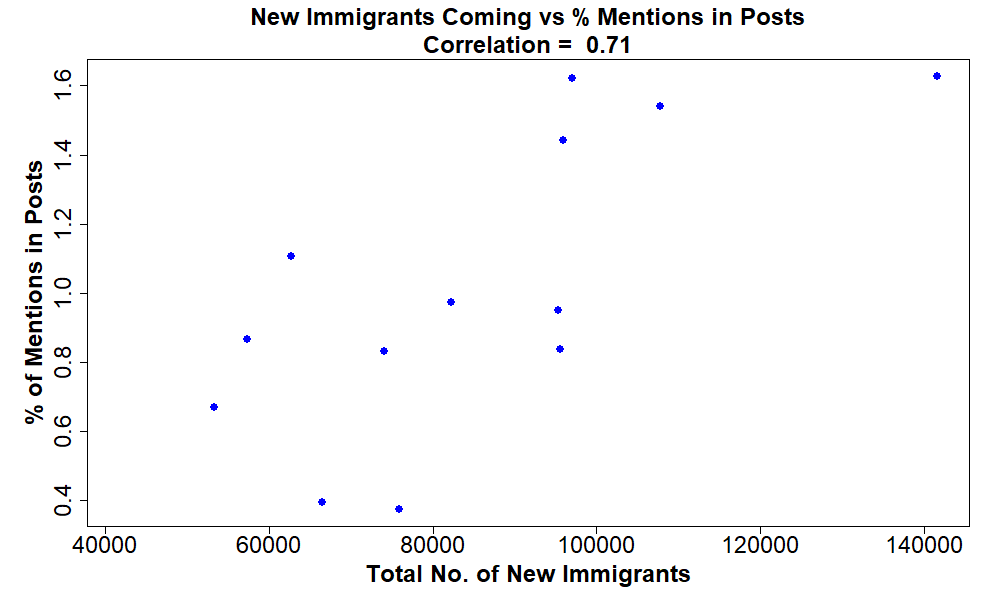 New Immigrants Coming vs % Mentions in Posts
Correlation =  0.71
% of Mentions in Posts
1.6
1.4
1.2
1.0
0.8
0.6
0.4
40000 60000 80000 100000 120000 140000
Total No. of New Immigrants